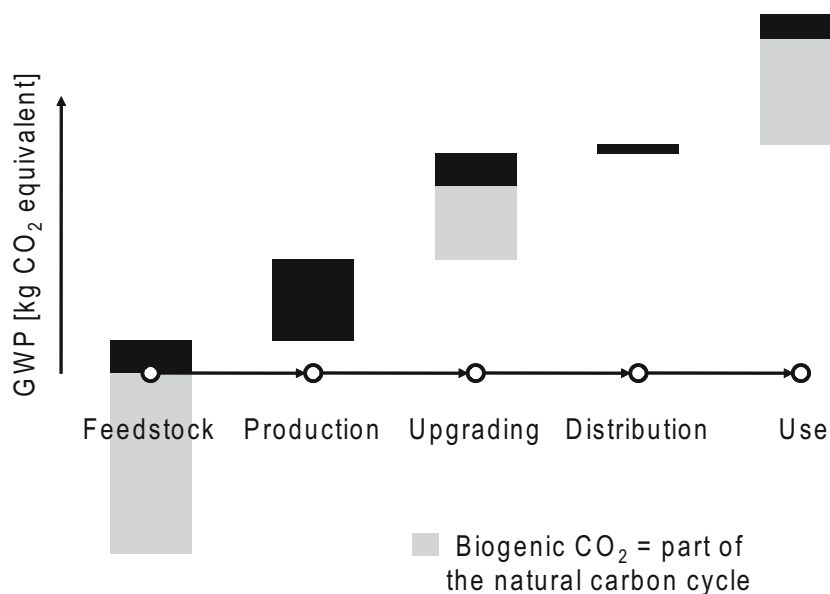 GWP [kg CO₂ equivalent]
Feedstock Production Upgrading Distribution Use
Biogenic CO₂ = part of
the natural carbon cycle